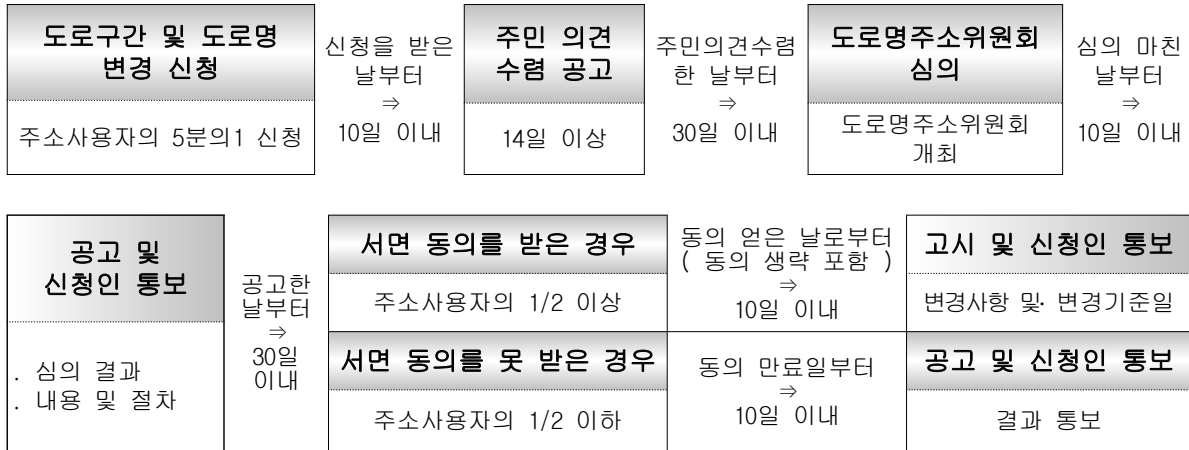 도로구간 및 도로명
변경 신청
주소사용자의 5분의1 신청
신청을 받은
날부터
⇒
10일 이내
주민 의견
수렴 공고
14일 이상
주민의견수렴
한 날부터
⇒
30일 이내
도로명주소위원회
심의
도로명주소위원회
개최
심의 마친
날부터
⇒
10일 이내
공고 및
신청인 통보
. 심의 결과
. 내용 및 절차
공고한
날부터
⇒
30일
이내
서면 동의를 받은 경우
주소사용자의 1/2 이상
동의 얻은 날로부터
( 동의 생략 포함 )
⇒
10일 이내
고시 및 신청인 통보
변경사항 및· 변경기준일
서면 동의를 못 받은 경우
주소사용자의 1/2 이하
동의 만료일부터
⇒
10일 이내
공고 및 신청인 통보
결과 통보